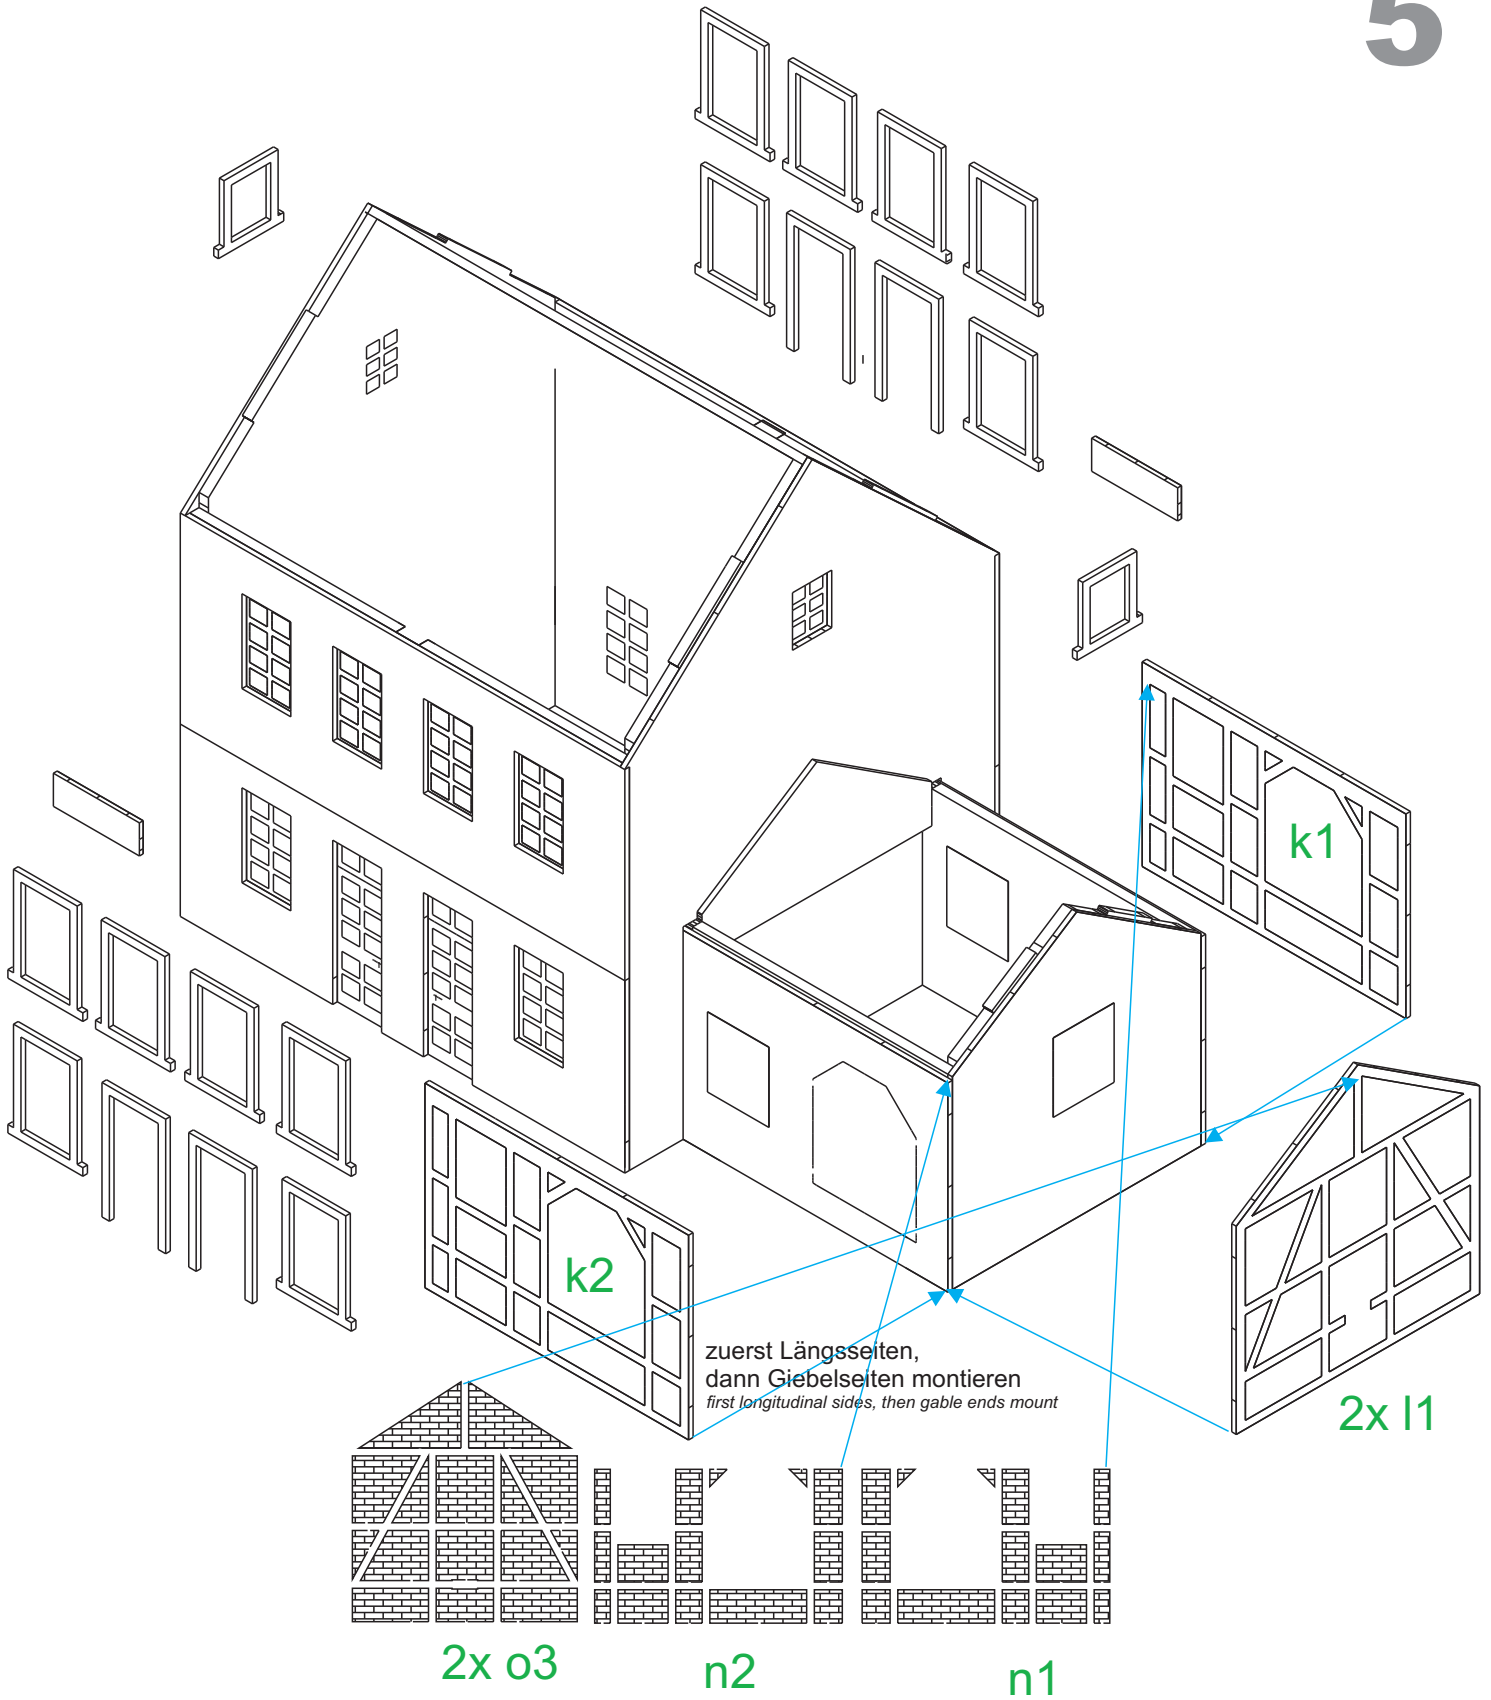 5
k1
k2
zuerst Längsseiten,
dann Giebelseiten montieren
first longitudinal sides, then gable ends mount
2x l1
2x o3
n2
n1